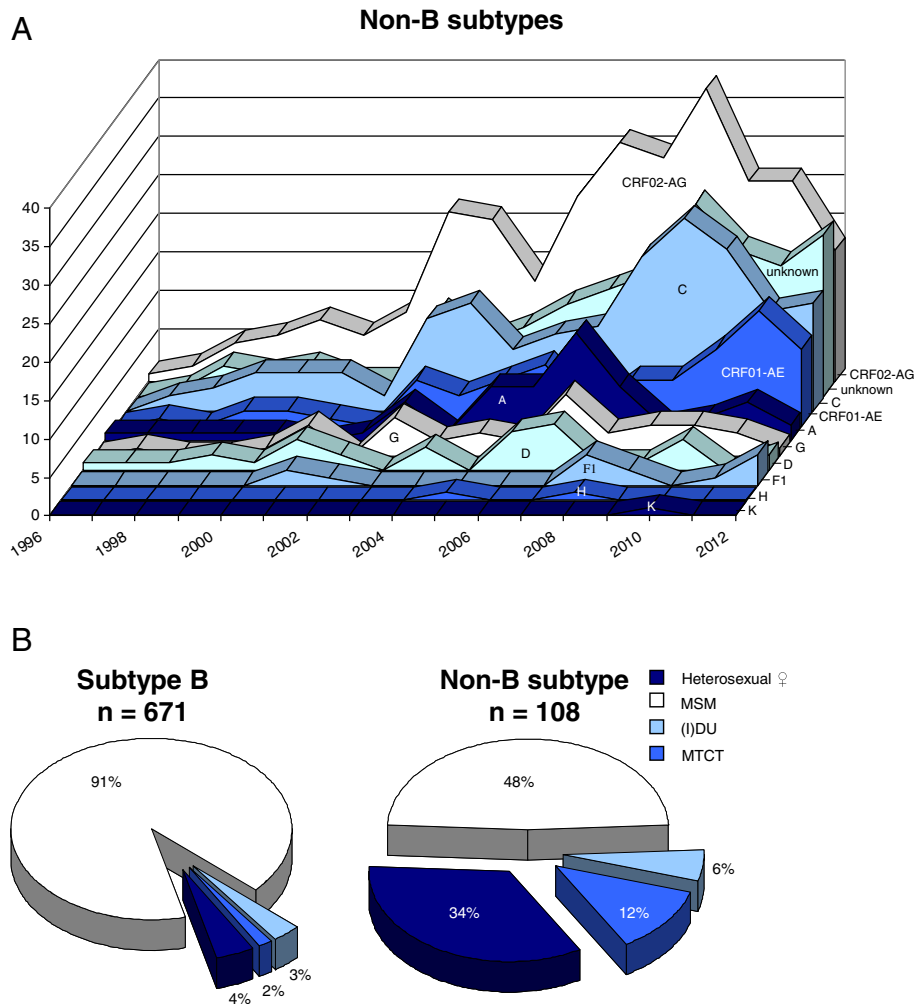 A
Non-B subtypes
40
35
30
25
20
15
10
5
0
1996
1998
2000
2002
2004
2006
2008
2010
2012
CRF02-AG
unknown
C
CRF01-AE
A
G
D
F1
H
K
CRF02-AG
unknown
C
CRF01-AE
A
G
D
F1
H
K
B
Subtype B
n = 671
91%
4%
2%
3%
Non-B subtype
n = 108
48%
6%
12%
34%
Heterosexual ♀
MSM
(I)DU
MTCT